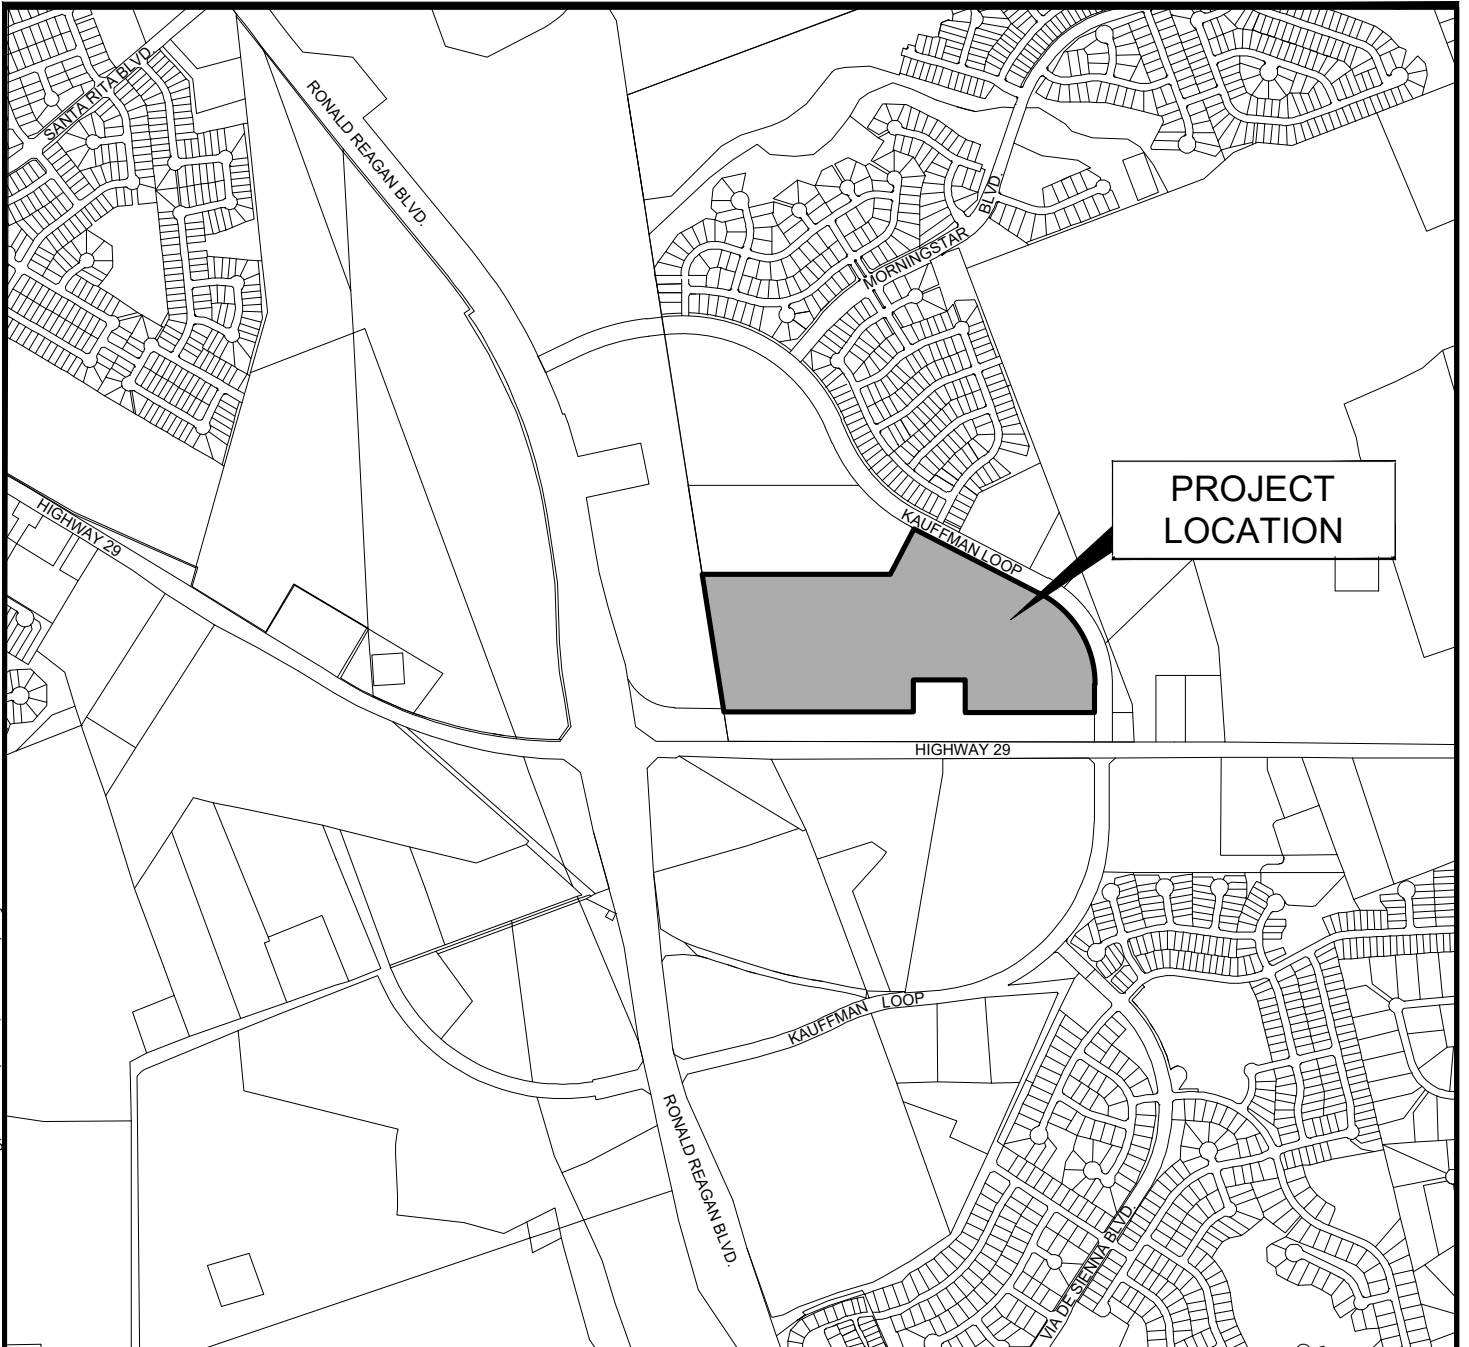 SANTA RITA BLVD.
RONALD REAGAN BLVD.
BLVD.
MORNINGSTAR
PROJECT
LOCATION
HIGHWAY 29
KAUFFMAN LOOP
HIGHWAY 29
KAUFFMAN LOOP
RONALD REAGAN BLVD.
VIA DE SIENNA BLVD.